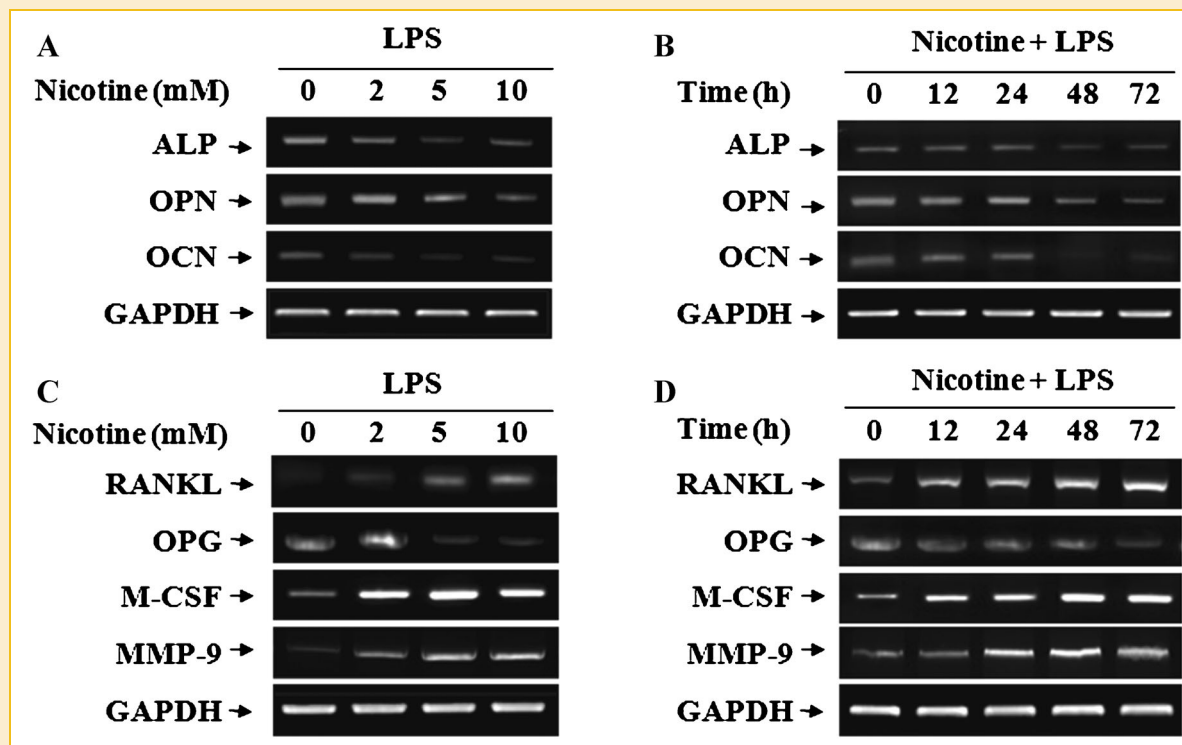 A
LPS
Nicotine (mM) 0 2 5 10
ALP
OPN
OCN
GAPDH
B
Nicotine + LPS
Time (h) 0 12 24 48 72
ALP
OPN
OCN
GAPDH
C
LPS
Nicotine (mM) 0 2 5 10
RANKL
OPG
M-CSF
MMP-9
GAPDH
D
Nicotine + LPS
Time (h) 0 12 24 48 72
RANKL
OPG
M-CSF
MMP-9
GAPDH